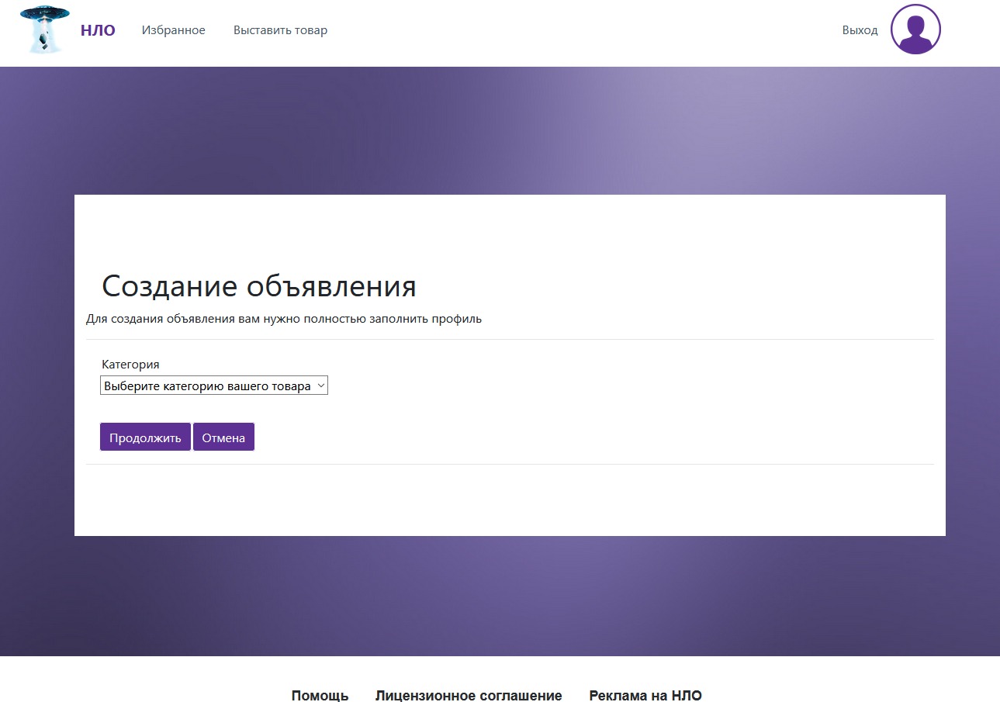 НЛО Избранное Выставить товар Выход
Создание объявления
Для создания объявления вам нужно полностью заполнить профиль
Категория
Выберите категорию вашего товара
Продолжить Отмена
Помощь Лицензионное соглашение Реклама на НЛО